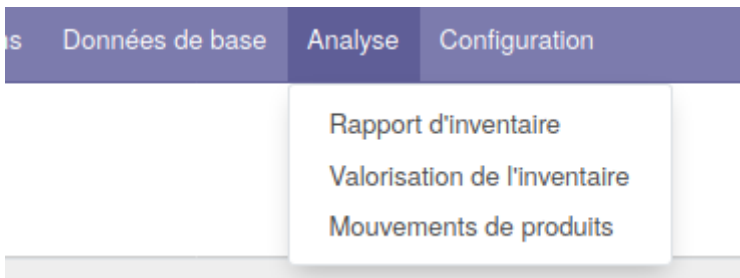 Données de base Analyse Configuration
Rapport d'inventaire
Valorisation de l'inventaire
Mouvements de produits